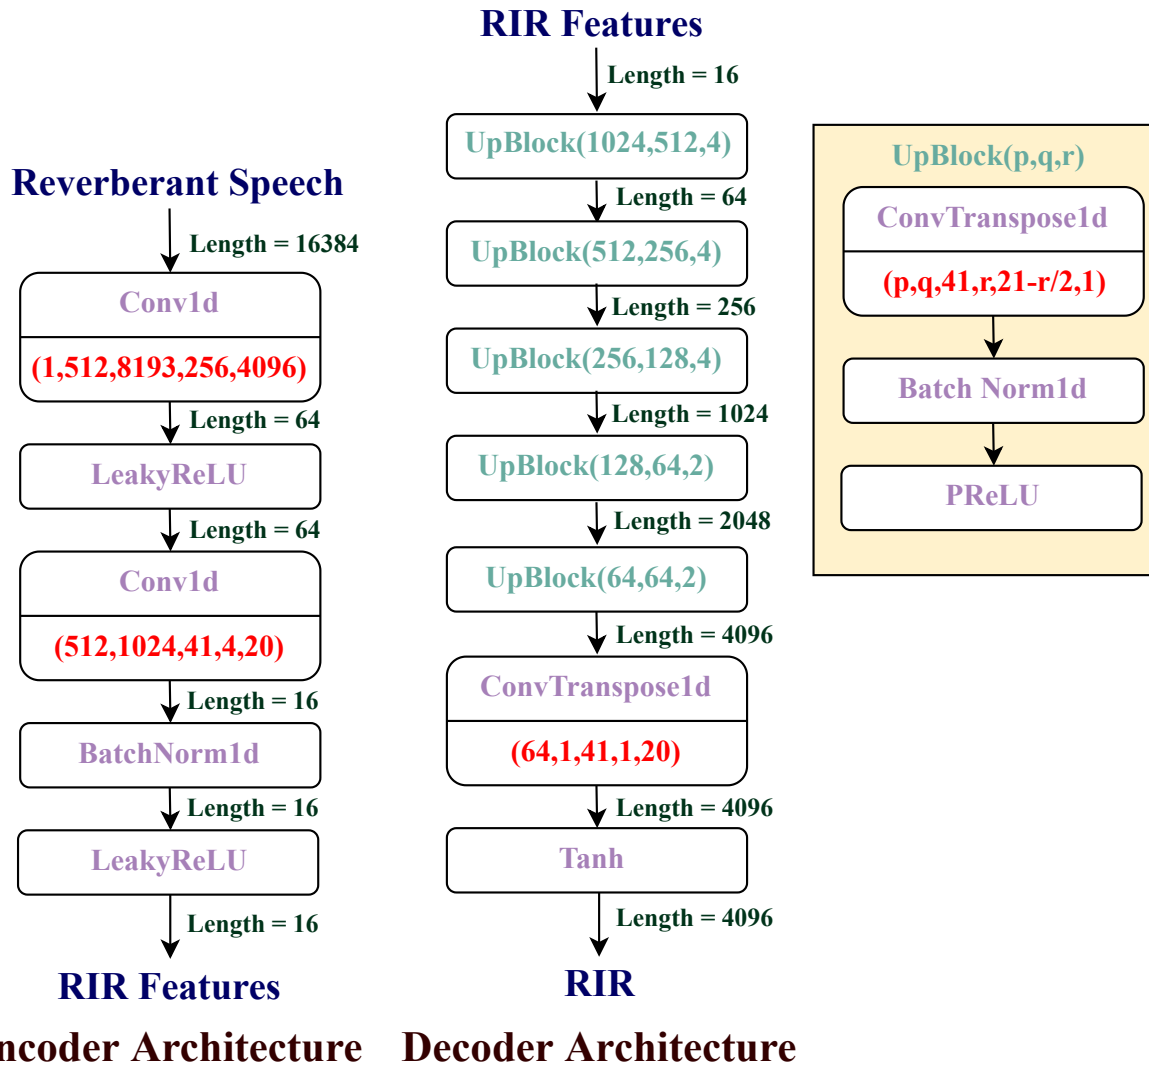 Reverberant Speech
Length = 16384
Conv1d
(1,512,8193,256,4096)
Length = 64
LeakyReLU
Length = 64
Conv1d
(512,1024,41,4,20)
Length = 16
BatchNorm1d
Length = 16
LeakyReLU
Length = 16
RIR Features
ncoder Architecture
RIR Features
Length = 16
UpBlock(1024,512,4)
Length = 64
UpBlock(512,256,4)
Length = 256
UpBlock(256,128,4)
Length = 1024
UpBlock(128,64,2)
Length = 2048
UpBlock(64,64,2)
Length = 4096
ConvTranspose1d
(64,1,41,1,20)
Length = 4096
Tanh
Length = 4096
RIR
Decoder Architecture
UpBlock(p,q,r)
ConvTranspose1d
(p,q,41,r,21-r/2,1)
Batch Norm1d
PReLU